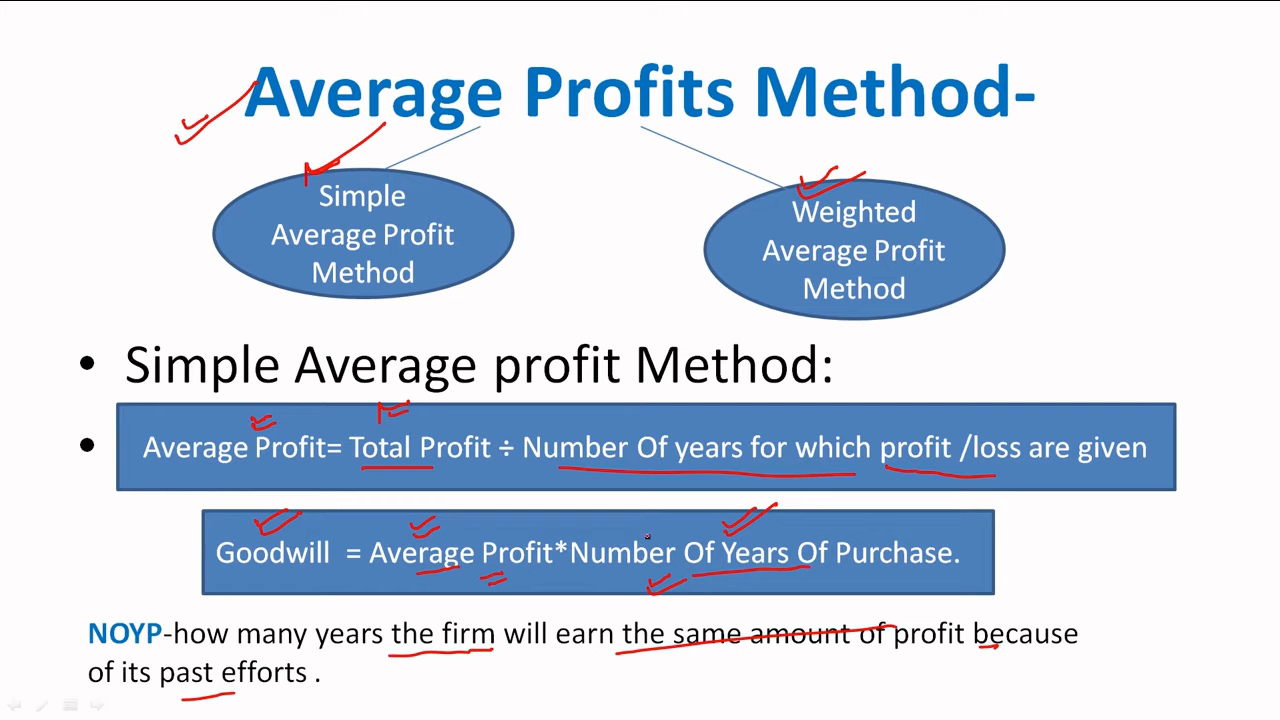 Average Profits Method-
Simple
Average Profit
Method
Weighted
Average Profit
Method
• Simple Average profit Method:
• Average Profit= Total Profit ÷ Number Of years for which profit /loss are given
Goodwill = Average Profit*Number Of Years Of Purchase.
NOYP-how many years the firm will earn the same amount of profit because
of its past efforts .